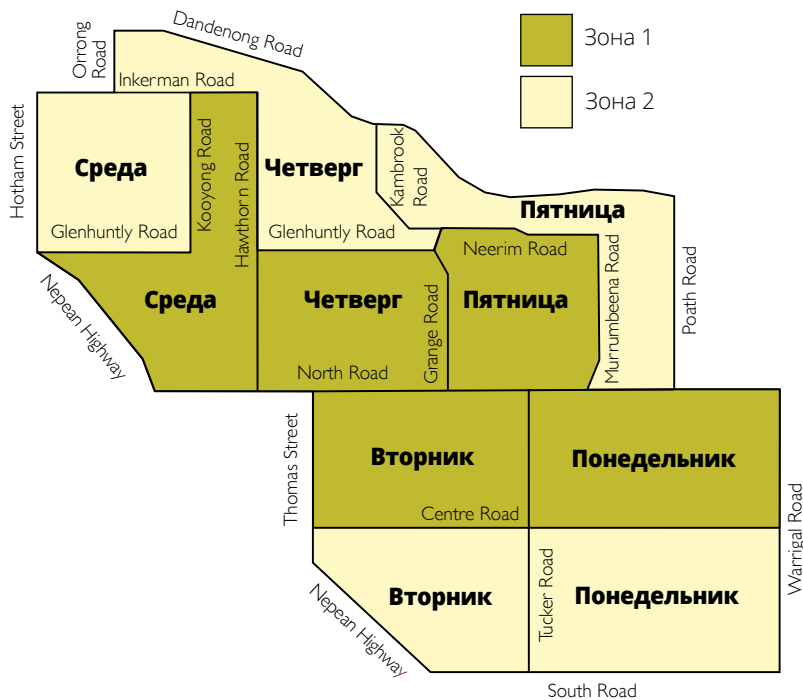 Зона 1
Зона 2
Dandenong Road
Orrong
Road
Inkerman Road
Hotham Street
Среда
Kooyong Road
Hawthorn Road
Четверг
Kambrook
Road
Пятница
Glenhuntly Road
Glenhuntly Road
Neerim Road
Nepean Highway
Среда
Четверг
Grange Road
Пятница
Murrumbeena Road
Poath Road
North Road
Thomas Street
Вторник
Понедельник
Centre Road
Warrigal Road
Nepean Highway
Вторник
Tucker Road
Понедельник
South Road